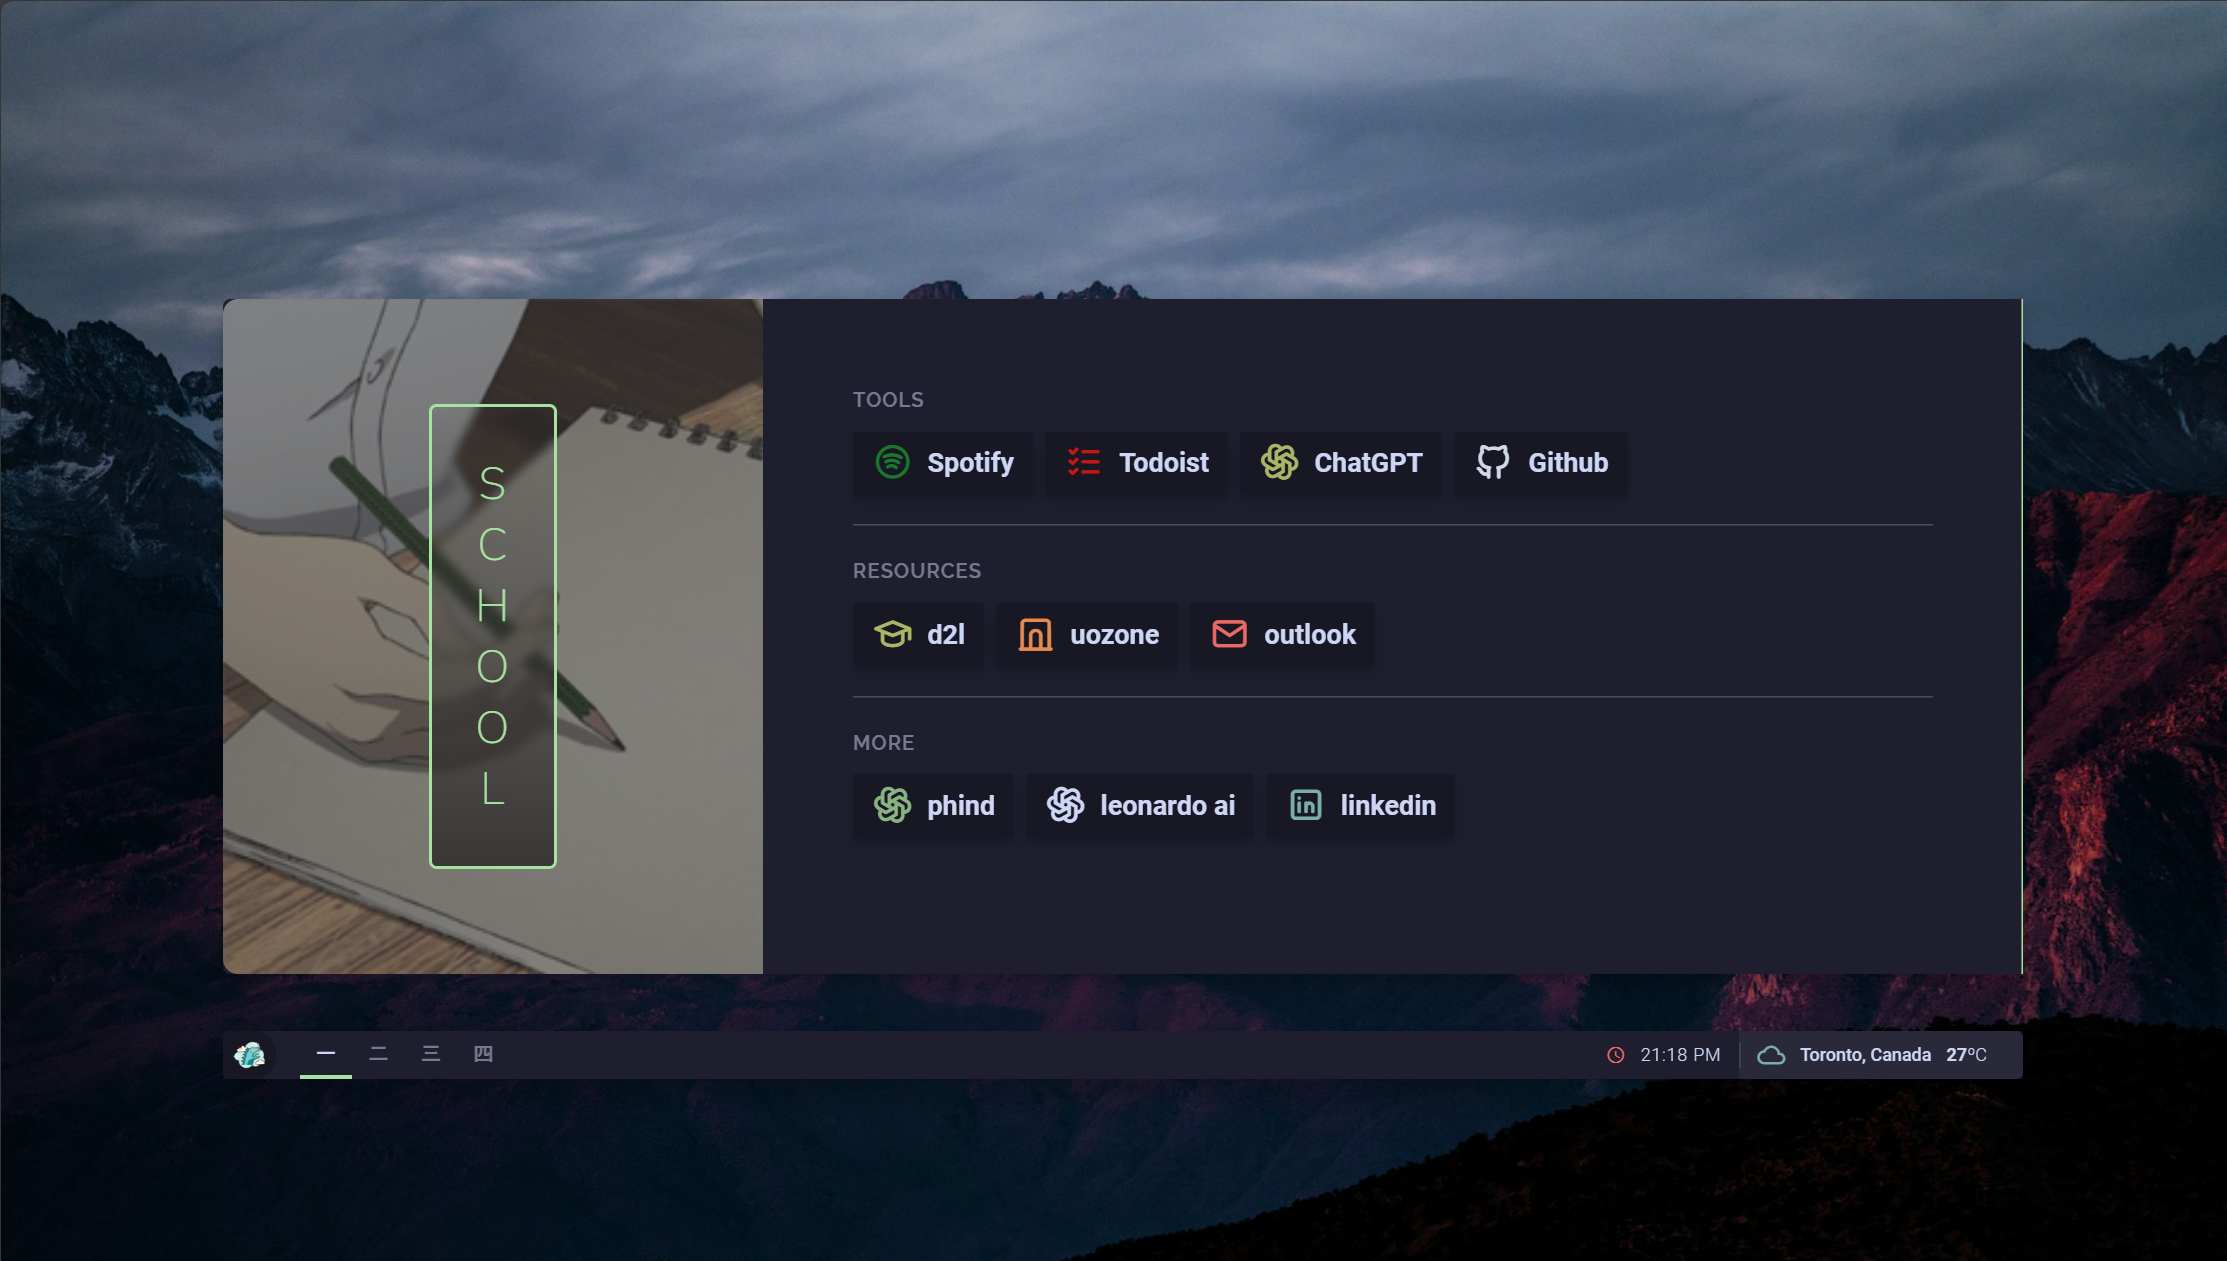 SCHOOL
TOOLS
Spotify Todoist ChatGPT Github
RESOURCES
d2l uozone outlook
MORE
phind leonardo ai linkedin
一 二 三 四 21:18 PM Toronto, Canada 27°C